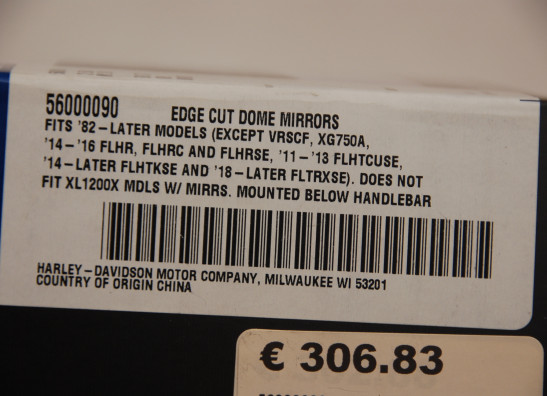 56000090 EDGE CUT DOME MIRRORS
FITS '82-LATER MODELS (EXCEPT VRSCF, XG750A,
'14-'16 FLHR, FLHRC AND FLHRSE, '11-'13 FLHTCUSE,
'14-LATER FLHTKSE AND '18-LATER FLTRXSE). DOES NOT
FIT XL1200X MDLS W/ MIRRS. MOUNTED BELOW HANDLEBAR
HARLEY-DAVIDSON MOTOR COMPANY, MILWAUKEE WI 53201
COUNTRY OF ORIGIN CHINA
€ 306.83